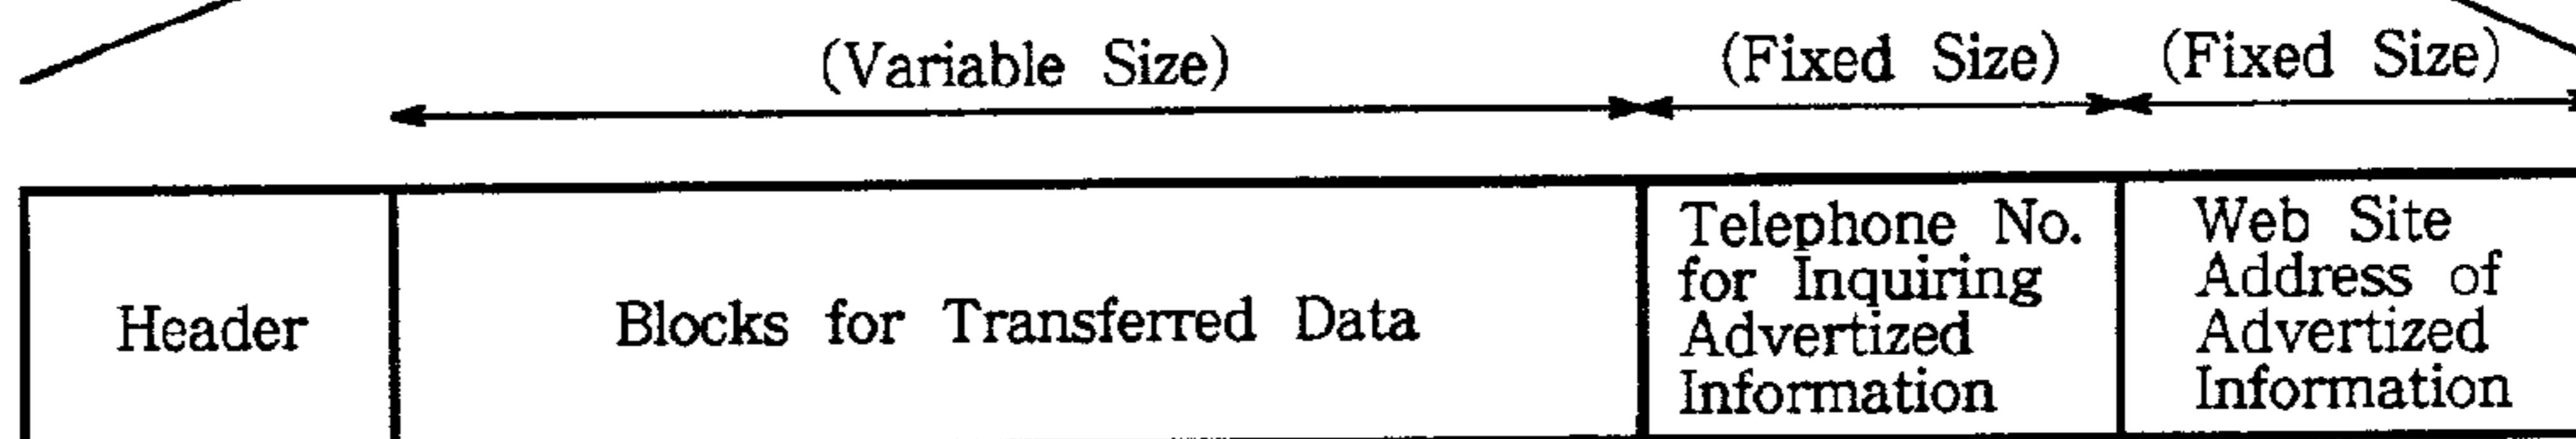 (Variable Size) (Fixed Size) (Fixed Size)
Header
Blocks for Transferred Data
Telephone No.
for Inquiring
Advertized
Information
Web Site
Address of
Advertized
Information